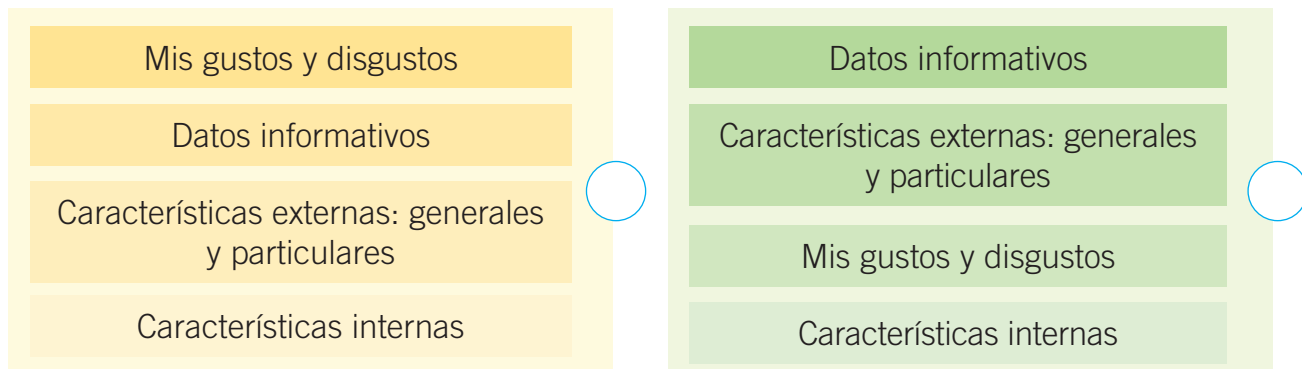 Mis gustos y disgustos
Datos informativos
Características externas: generales
y particulares
Características internas
Datos informativos
Características externas: generales
y particulares
Mis gustos y disgustos
Características internas